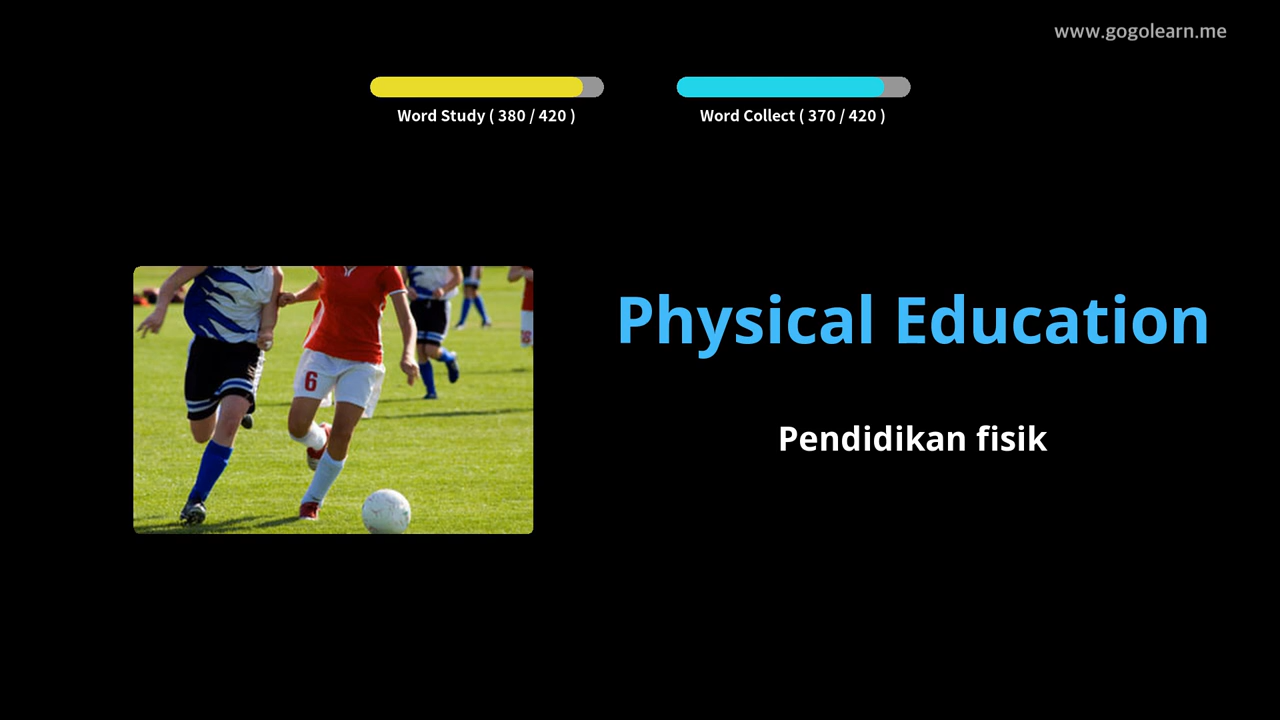 www.gogolearn.me
Word Study ( 380 / 420 )
Word Collect ( 370 / 420 )
Physical Education
Pendidikan fisik
6